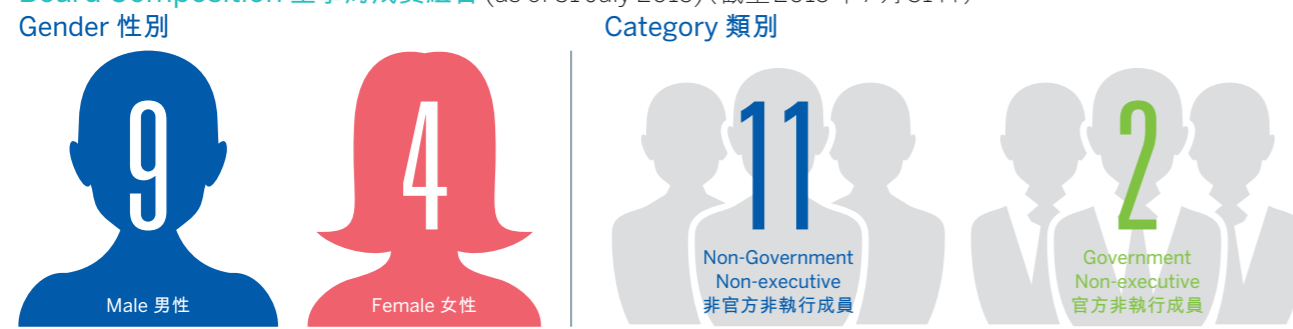 Gender 性別
Category 類別
9
Male 男性
4
Female 女性
11
Non-Government
Non-executive
非官方非執行成員
2
Government
Non-executive
官方非執行成員